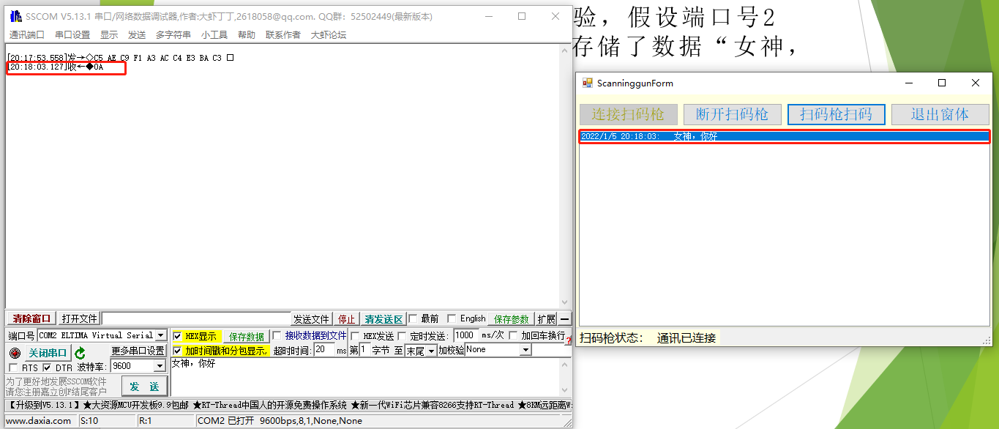 验，假设端口号2
存储了数据“女神，
SSCOM V5.13.1 串口/网络数据调试器,作者:大虾丁丁,2618058@qq.com. QQ群：52502449(最新版本)
通讯端口 串口设置 显示 发送 多字符串 小工具 帮助 联系作者 大虾论坛
[20:17:53.558]发→◇C5 AE C9 F1 A3 AC C4 E3 BA C3 □
[20:18:03.127]收←◆0A
清除窗口 打开文件 发送文件 停止 清发送区 最前 English 保存参数 扩展 —
端口号 COM2 ELTIMA Virtual Serial HEX显示 保存数据 接收数据到文件 HEX发送 定时发送: 1000 ms/次 加回车换行
关闭串口 更多串口设置 加时间戳和分包显示, 超时时间: 20 ms 第 1 字节 至 末尾 加校验 None
RTS DTR 波特率: 9600
女神，你好
为了更好地发展SSCOM软件
请您注册嘉立创F结尾客户
发 送
【升级到V5.13.1】★大资源MCU开发板9.9包邮 ★RT-Thread中国人的开源免费操作系统 ★新一代WiFi芯片兼容8266支持RT-Thread ★8KM远距离W
www.daxia.com S:10 R:1 COM2 已打开 9600bps,8,1,None,None
ScanninggunForm
连接扫码枪 断开扫码枪 扫码枪扫码 退出窗体
2022/1/5 20:18:03: 女神，你好
扫码枪状态： 通讯已连接